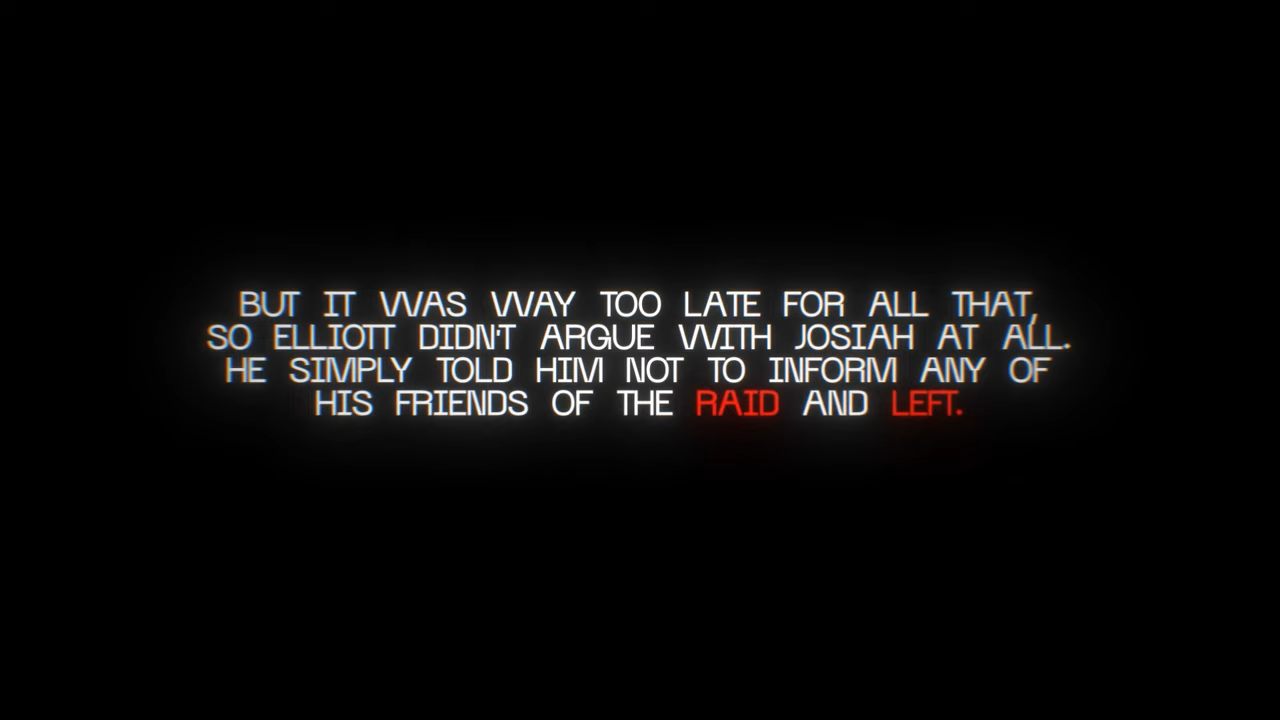 BUT IT WAS WAY TOO LATE FOR ALL THAT,
SO ELLIOTT DIDN'T ARGUE WITH JOSIAH AT ALL.
HE SIMPLY TOLD HIM NOT TO INFORM ANY OF
HIS FRIENDS OF THE RAID AND LEFT.